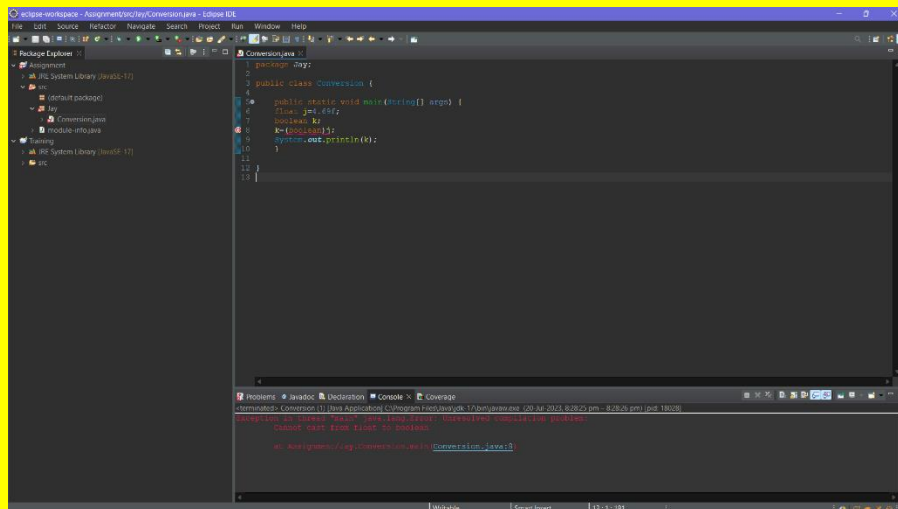 eclipse-workspace - Assignment/src/Jay/Conversion.java - Eclipse IDE
File Edit Source Refactor Navigate Search Project Run Window Help
Package Explorer
Conversion.java
Assignment
JRE System Library [JavaSE-17]
src
(default package)
Jay
Conversion.java
module-info.java
Training
JRE System Library [JavaSE-17]
src
1 package Jay;
2
3 public class Conversion {
4
5 public static void main(String[] args) {
6 float j=4.69f;
7 boolean k;
8 k=(boolean)j;
9 System.out.println(k);
10 }
11
12 }
13
Problems Javadoc Declaration Console Coverage
<terminated> Conversion (1) [Java Application] C:\Program Files\Java\jdk-17\bin\javaw.exe (20-Jul-2023, 8:28:25 pm – 8:28:26 pm) [pid: 18028]
Exception in thread "main" java.lang.Error: Unresolved compilation problem:
Cannot cast from float to boolean
at Assignment/Jay.Conversion.main(Conversion.java:8)
Writable Smart Insert 13 : 1 : 191